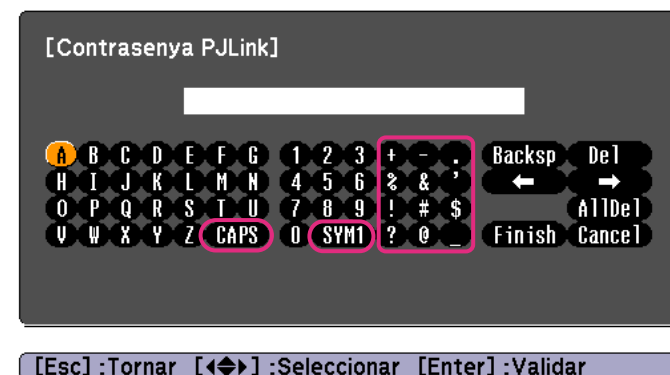 [Contrasenya PJLink]
A B C D E F G 1 2 3 + - . Backsp Del
H I J K L M N 4 5 6 % & ’ ← →
O P Q R S T U 7 8 9 ! # $ AllDel
V W X Y Z CAPS 0 SYM1 ? @ _ Finish Cancel
[Esc] :Tornar [◀◆▶] :Seleccionar [Enter] :Validar